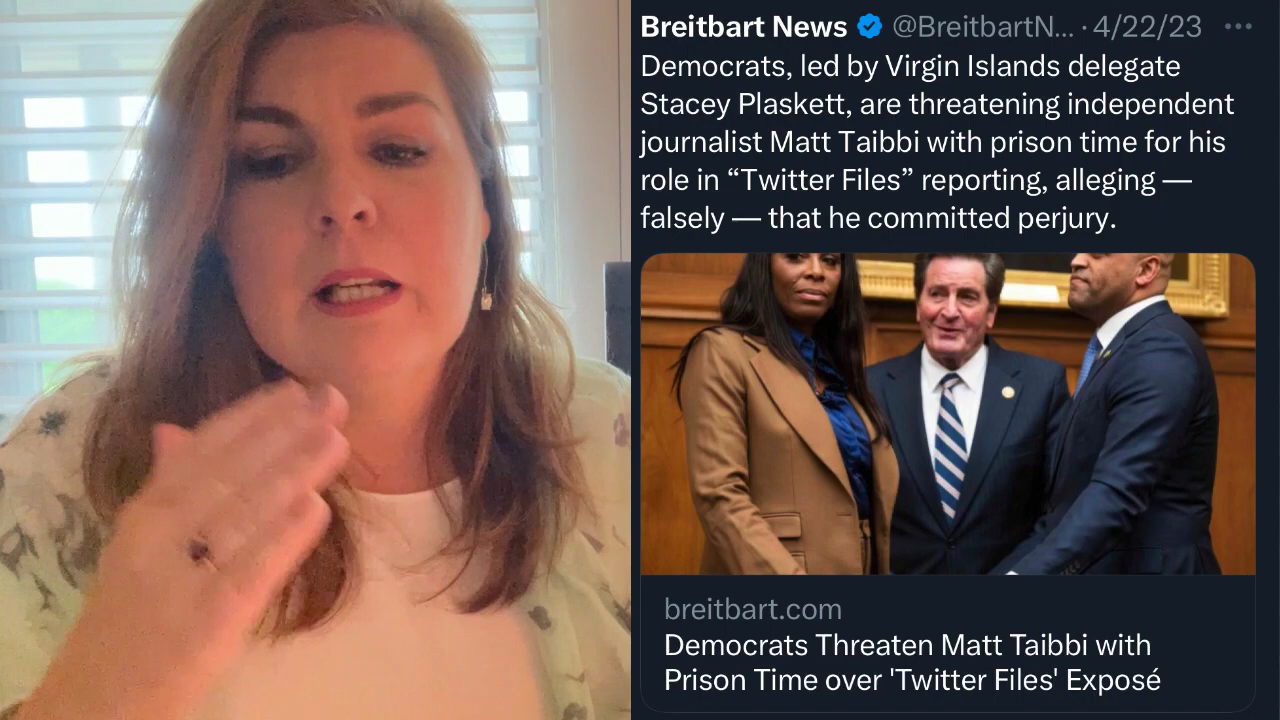 Breitbart News @BreitbartN... · 4/22/23 ...
Democrats, led by Virgin Islands delegate
Stacey Plaskett, are threatening independent
journalist Matt Taibbi with prison time for his
role in “Twitter Files” reporting, alleging —
falsely — that he committed perjury.
breitbart.com
Democrats Threaten Matt Taibbi with
Prison Time over 'Twitter Files' Exposé